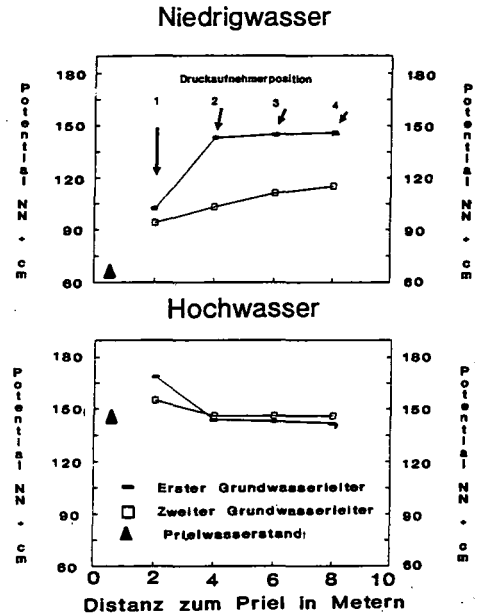 Niedrigwasser
Potential NN + cm
190
180
150
120
90
60
Druckaufnehmerposition
1 2 3 4
180
150
120
90
60
Potential NN + cm
Hochwasser
Potential NN + cm
190
180
150
120
90
60
Erster Grundwasserleiter
Zweiter Grundwasserleiter
Prielwasserstand
180
150
120
90
60
Potential NN + cm
0 2 4 6 8 10
Distanz zum Priel in Metern